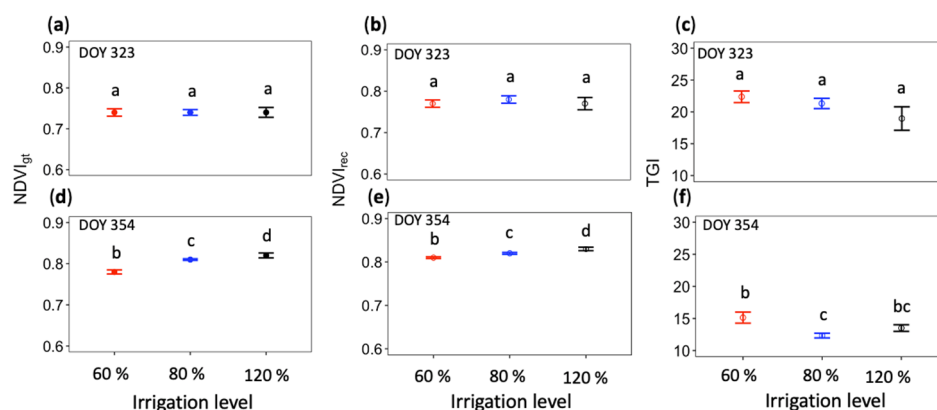 (a)
DOY 323
0.9
0.8
0.7
0.6
a a a
NDVIgt
(d)
DOY 354
0.9
0.8
0.7
0.6
b c d
60 % 80 % 120 %
Irrigation level
(b)
DOY 323
0.9
0.8
0.7
0.6
a a a
NDVIrec
(e)
DOY 354
0.9
0.8
0.7
0.6
b c d
60 % 80 % 120 %
Irrigation level
(c)
DOY 323
30
25
20
15
10
a a a
TGI
(f)
DOY 354
30
25
20
15
10
b c bc
60 % 80 % 120 %
Irrigation level